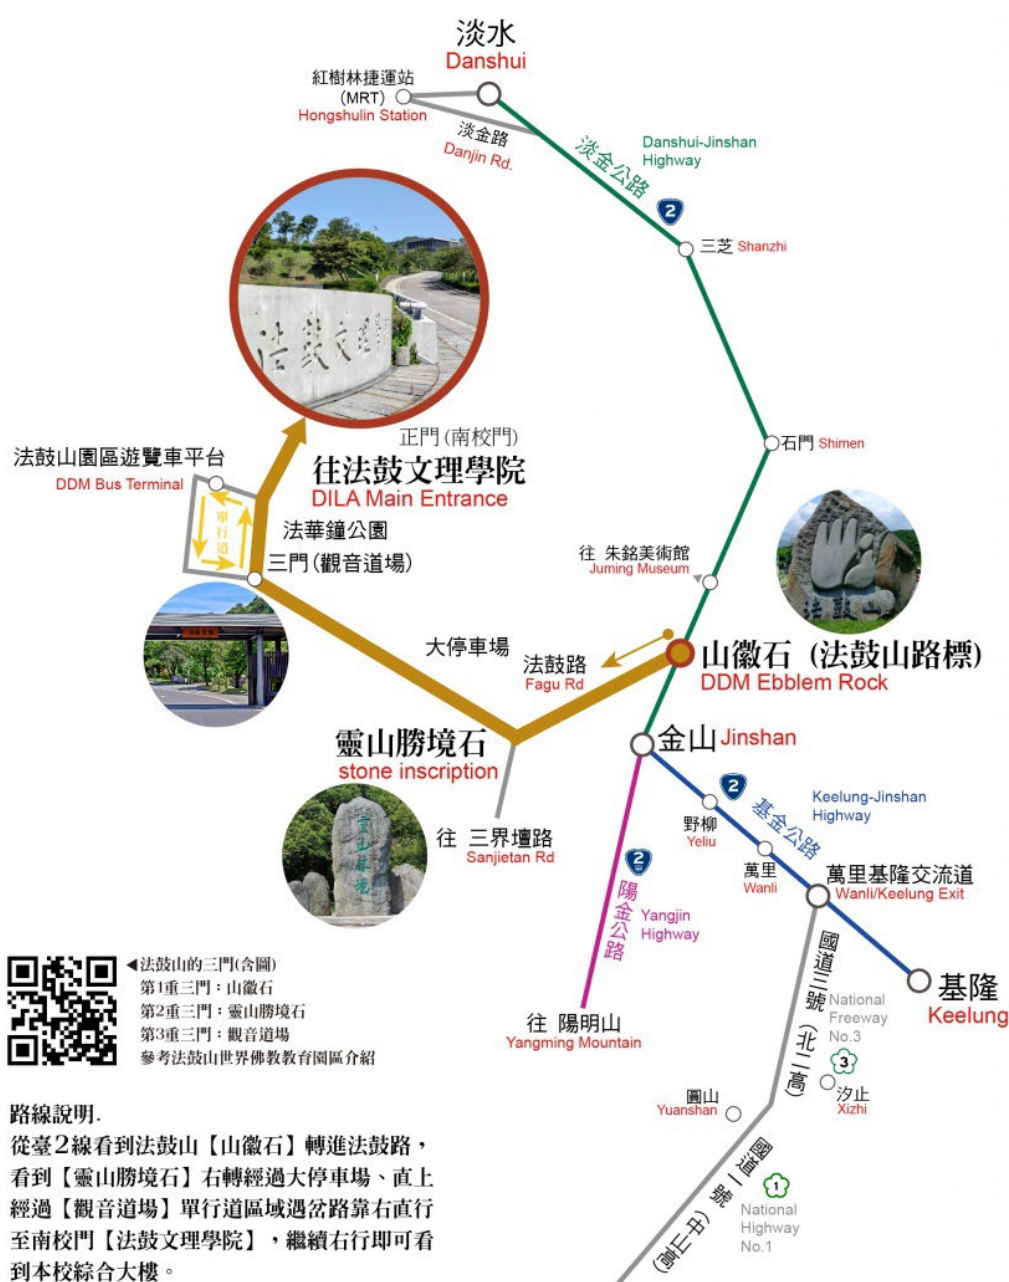 淡水
Danshui
紅樹林捷運站
(MRT)
Hongshulin Station
淡金路
Danjin Rd.
淡金公路
Danshui-Jinshan
Highway
2
三芝 Shanzhi
法鼓文理學院
正門(南校門)
往法鼓文理學院
DILA Main Entrance
石門 Shimen
法鼓山園區遊覽車平台
DDM Bus Terminal
單行道
法華鐘公園
三門(觀音道場)
往 朱銘美術館
Juming Museum
法鼓山
大停車場
法鼓路
Fagu Rd
山徽石 (法鼓山路標)
DDM Ebblem Rock
靈山勝境石
stone inscription
靈山勝境
金山 Jinshan
往 三界壇路
Sanjietan Rd
2
基金公路
Keelung-Jinshan
Highway
野柳
Yeliu
萬里
Wanli
萬里基隆交流道
Wanli/Keelung Exit
2甲
陽金公路
Yangjin
Highway
往 陽明山
Yangming Mountain
基隆
Keelung
國道三號(北二高)
National
Freeway
No.3
3
汐止
Xizhi
圓山
Yuanshan
國道一號(中山高)
1
National
Highway
No.1
◀法鼓山的三門(含圖)
第1重三門：山徽石
第2重三門：靈山勝境石
第3重三門：觀音道場
參考法鼓山世界佛教教育園區介紹
路線說明.
從臺2線看到法鼓山【山徽石】轉進法鼓路，
看到【靈山勝境石】右轉經過大停車場、直上
經過【觀音道場】單行道區域遇岔路靠右直行
至南校門【法鼓文理學院】，繼續右行即可看
到本校綜合大樓。